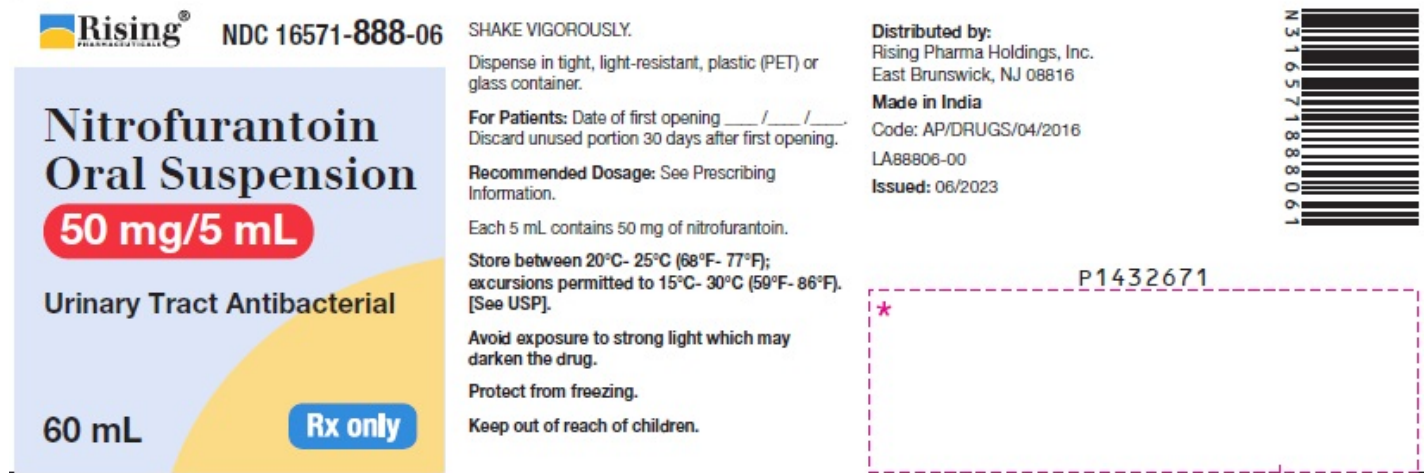 Rising®
PHARMACEUTICALS
NDC 16571-888-06
Nitrofurantoin
Oral Suspension
50 mg/5 mL
Urinary Tract Antibacterial
60 mL
Rx only
SHAKE VIGOROUSLY.
Dispense in tight, light-resistant, plastic (PET) or
glass container.
For Patients: Date of first opening ____ /____ /____.
Discard unused portion 30 days after first opening.
Recommended Dosage: See Prescribing
Information.
Each 5 mL contains 50 mg of nitrofurantoin.
Store between 20°C- 25°C (68°F- 77°F);
excursions permitted to 15°C- 30°C (59°F- 86°F).
[See USP].
Avoid exposure to strong light which may
darken the drug.
Protect from freezing.
Keep out of reach of children.
Distributed by:
Rising Pharma Holdings, Inc.
East Brunswick, NJ 08816
Made in India
Code: AP/DRUGS/04/2016
LA88806-00
Issued: 06/2023
N316571888061
P1432671
*